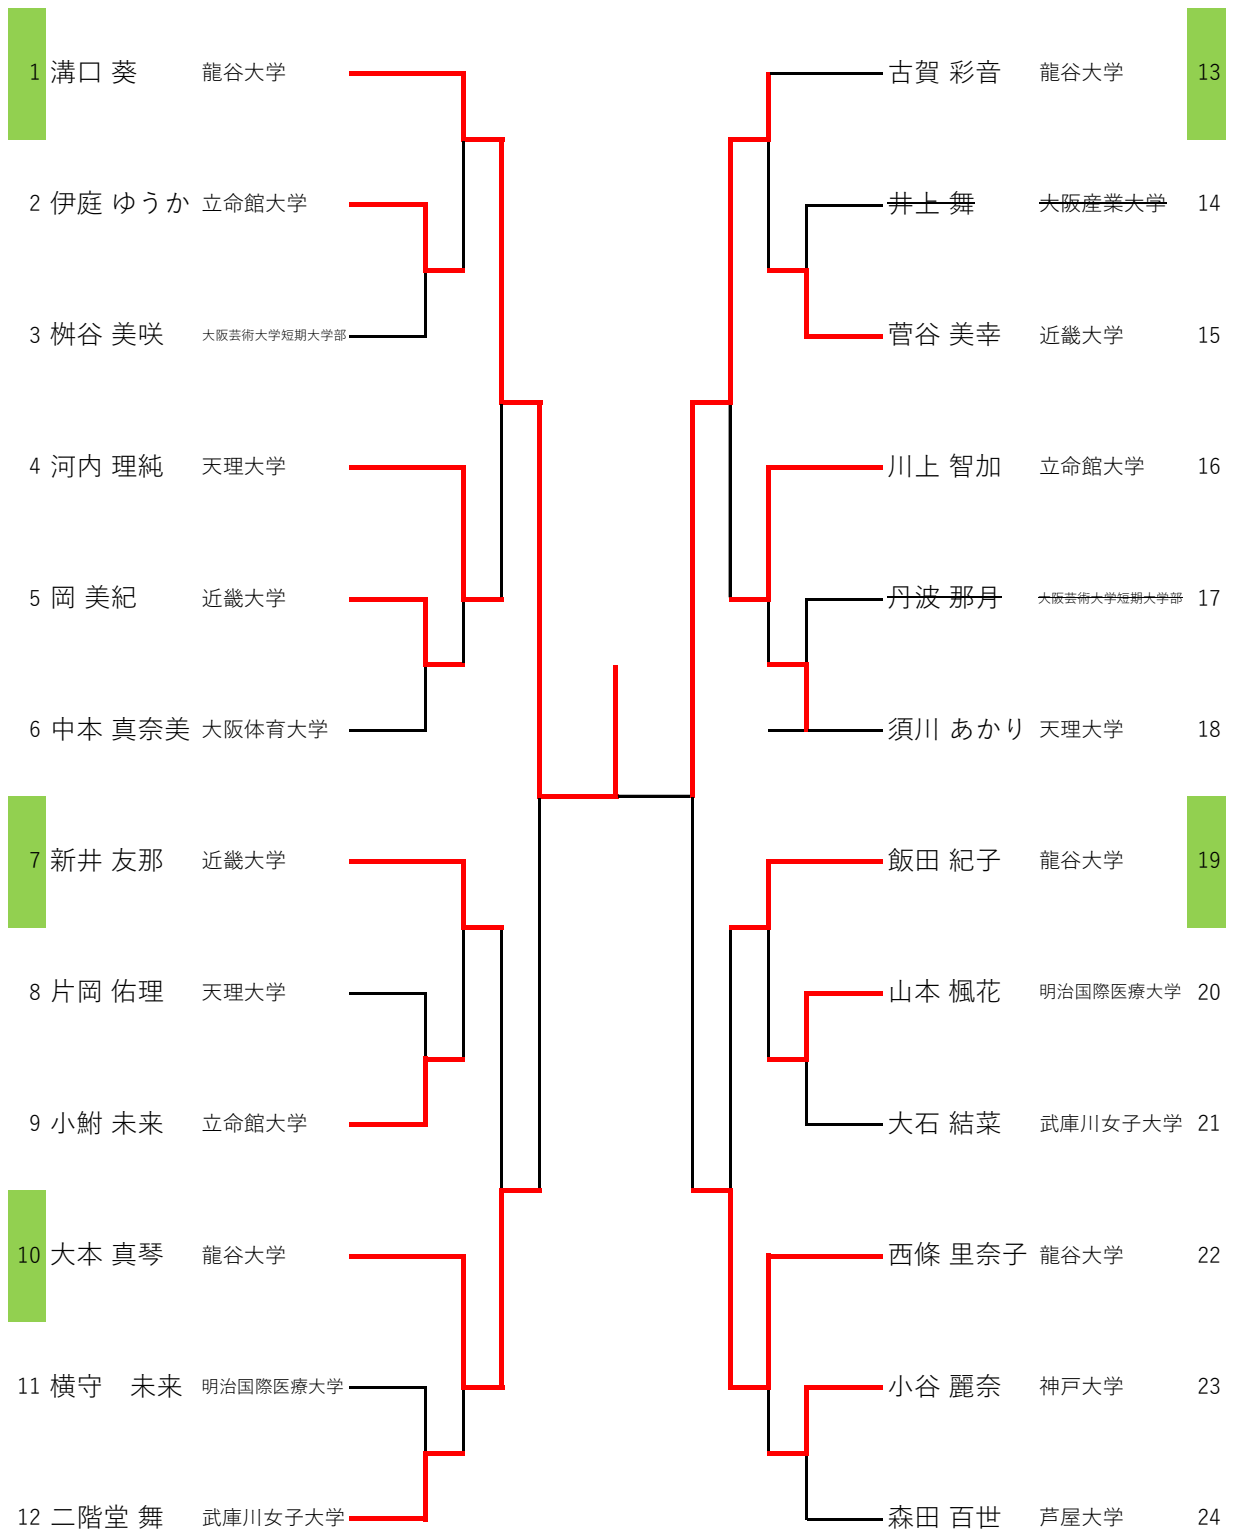 1 溝口 葵 龍谷大学
2 伊庭 ゆうか 立命館大学
3 桝谷 美咲 大阪芸術大学短期大学部
4 河内 理純 天理大学
5 岡 美紀 近畿大学
6 中本 真奈美 大阪体育大学
7 新井 友那 近畿大学
8 片岡 佑理 天理大学
9 小鮒 未来 立命館大学
10 大本 真琴 龍谷大学
11 横守　未来 明治国際医療大学
12 二階堂 舞 武庫川女子大学
古賀 彩音 龍谷大学 13
井上 舞 大阪産業大学 14
菅谷 美幸 近畿大学 15
川上 智加 立命館大学 16
丹波 那月 大阪芸術大学短期大学部 17
須川 あかり 天理大学 18
飯田 紀子 龍谷大学 19
山本 楓花 明治国際医療大学 20
大石 結菜 武庫川女子大学 21
西條 里奈子 龍谷大学 22
小谷 麗奈 神戸大学 23
森田 百世 芦屋大学 24